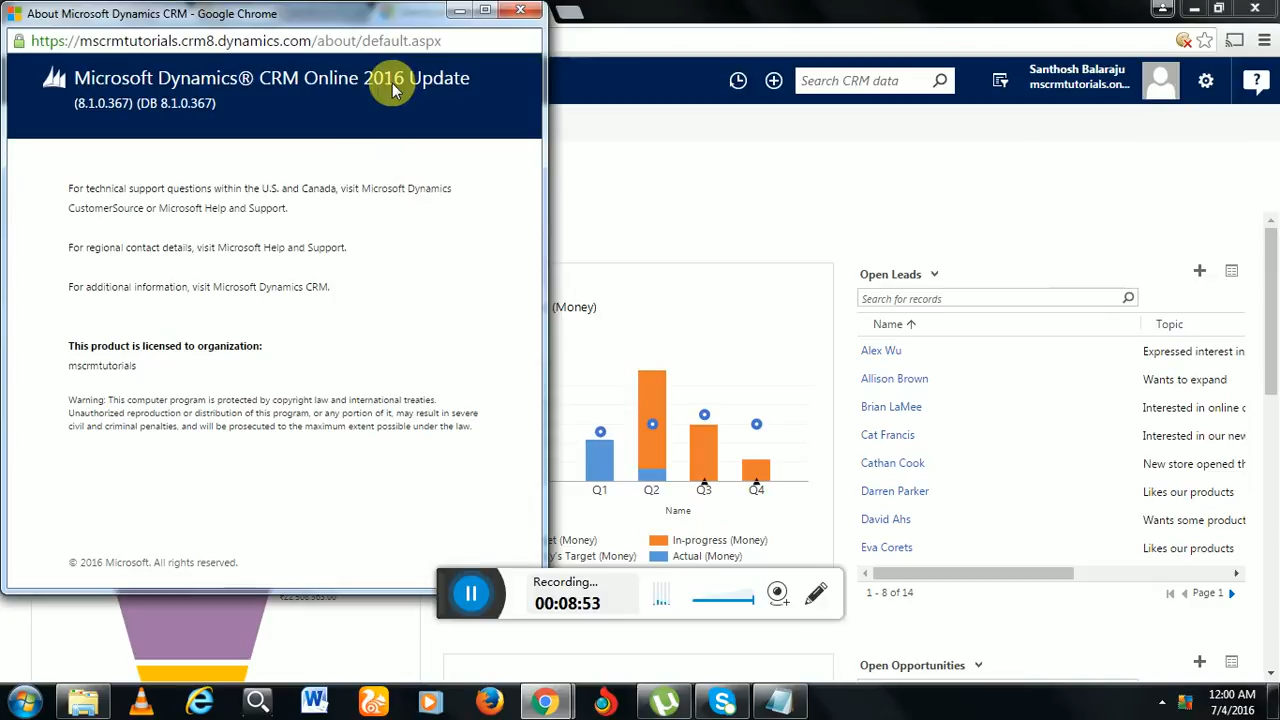 About Microsoft Dynamics CRM - Google Chrome
https://mscrmtutorials.crm8.dynamics.com/about/default.aspx
Microsoft Dynamics® CRM Online 2016 Update
(8.1.0.367) (DB 8.1.0.367)
For technical support questions within the U.S. and Canada, visit Microsoft Dynamics
CustomerSource or Microsoft Help and Support.
For regional contact details, visit Microsoft Help and Support.
For additional information, visit Microsoft Dynamics CRM.
This product is licensed to organization:
mscrmtutorials
Warning: This computer program is protected by copyright law and international treaties.
Unauthorized reproduction or distribution of this program, or any portion of it, may result in severe
civil and criminal penalties, and will be prosecuted to the maximum extent possible under the law.
© 2016 Microsoft. All rights reserved.
Search CRM data
Santhosh Balaraju
mscrmtutorials.on...
?
(Money)
Q1 Q2 Q3 Q4
Name
et (Money) In-progress (Money)
y's Target (Money) Actual (Money)
Open Leads
Search for records
Name Topic
Alex Wu Expressed interest in
Allison Brown Wants to expand
Brian LaMee Interested in online o
Cat Francis Interested in our new
Cathan Cook New store opened th
Darren Parker Likes our products
David Ahs Wants some product
Eva Corets Likes our products
1 - 8 of 14 Page 1
Open Opportunities
Recording...
00:08:53
12:00 AM
7/4/2016